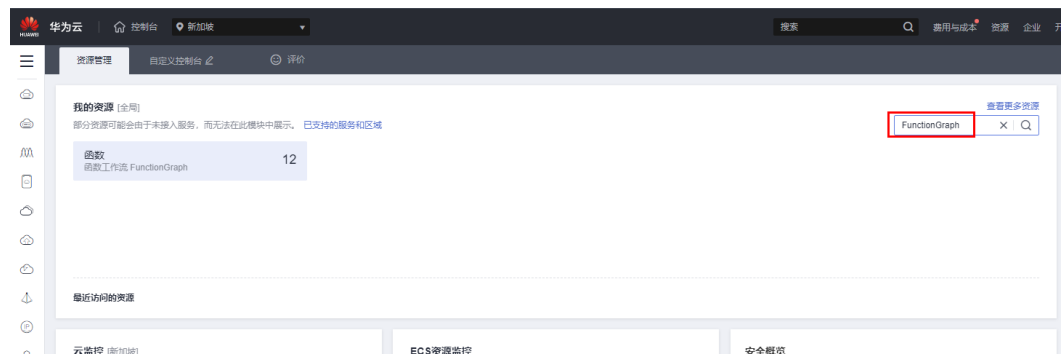 HUAWEI 华为云 控制台 新加坡 搜索 费用与成本 资源 企业
资源管理 自定义控制台 评价
我的资源 [全局] 查看更多资源
部分资源可能会由于未接入服务，而无法在此模块中展示。 已支持的服务和区域 FunctionGraph
函数 12
函数工作流 FunctionGraph
最近访问的资源
云监控 [新加坡] ECS资源监控 安全概览